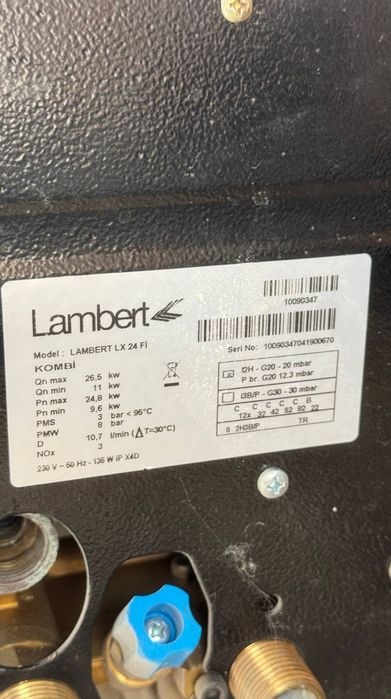 Lambert
10090347
Model : LAMBERT LX 24 Fİ
Seri No: 10090347041900670
KOMBİ
Qn max 26,5 kw
Qn min 11 kw
Pn max 24,8 kw
Pn min 9,6 kw
PMS 3 bar < 95°C
PMW 8 bar
D 10,7 l/min (ΔT=30°C)
NOx 3
230 V ~ 50 Hz - 135 W IP X4D
x I2H - G20 - 20 mbar
P br. G20 12,3 mbar
I3B/P - G30 - 30 mbar
C C C C C B
12x 32 42 52 82 22
TR
II 2H3B/P